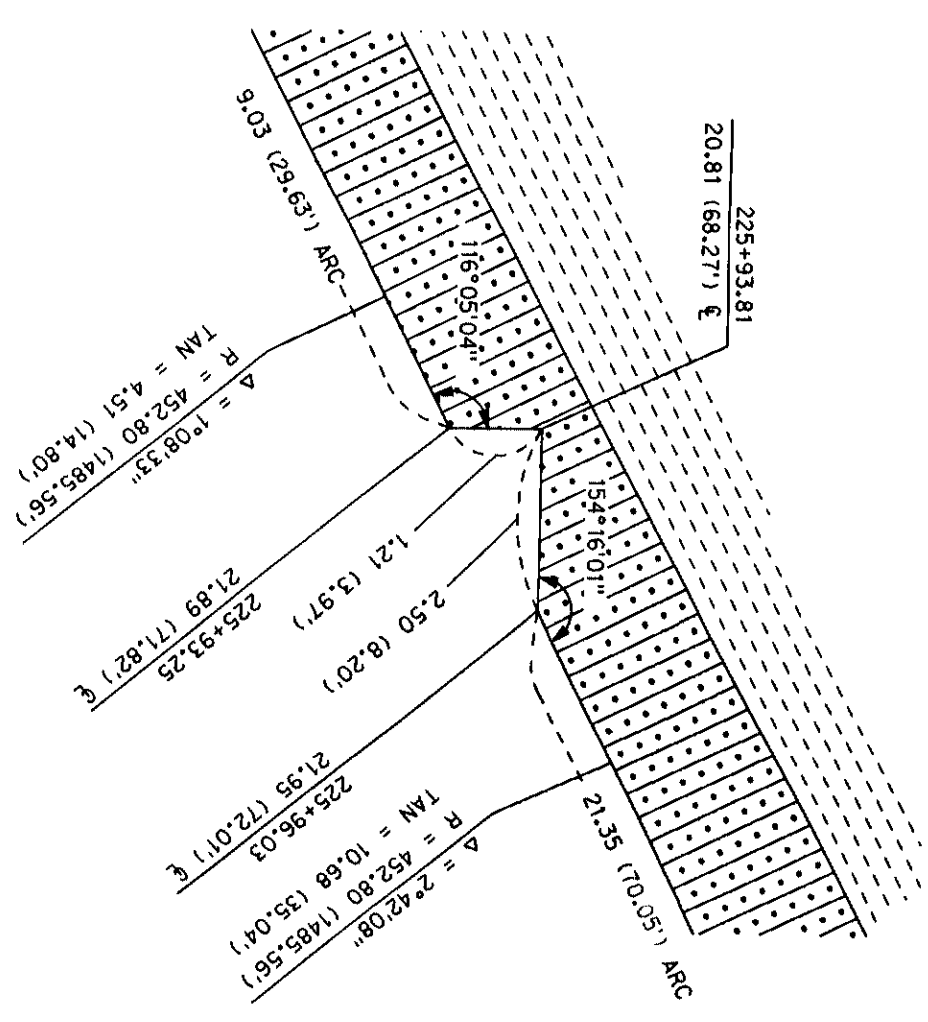 225+93.81
20.81 (68.27') ℄
9.03 (29.63') ARC
116°05'04"
Δ = 1°08'33"
R = 452.80 (1485.56')
TAN = 4.51 (14.80')
154°16'01"
225+93.25
21.89 (71.82') ℄
1.21 (3.97')
2.50 (8.20')
225+96.03
21.95 (72.01') ℄
Δ = 2°42'08"
R = 452.80 (1485.56')
TAN = 10.68 (35.04')
21.35 (70.05') ARC